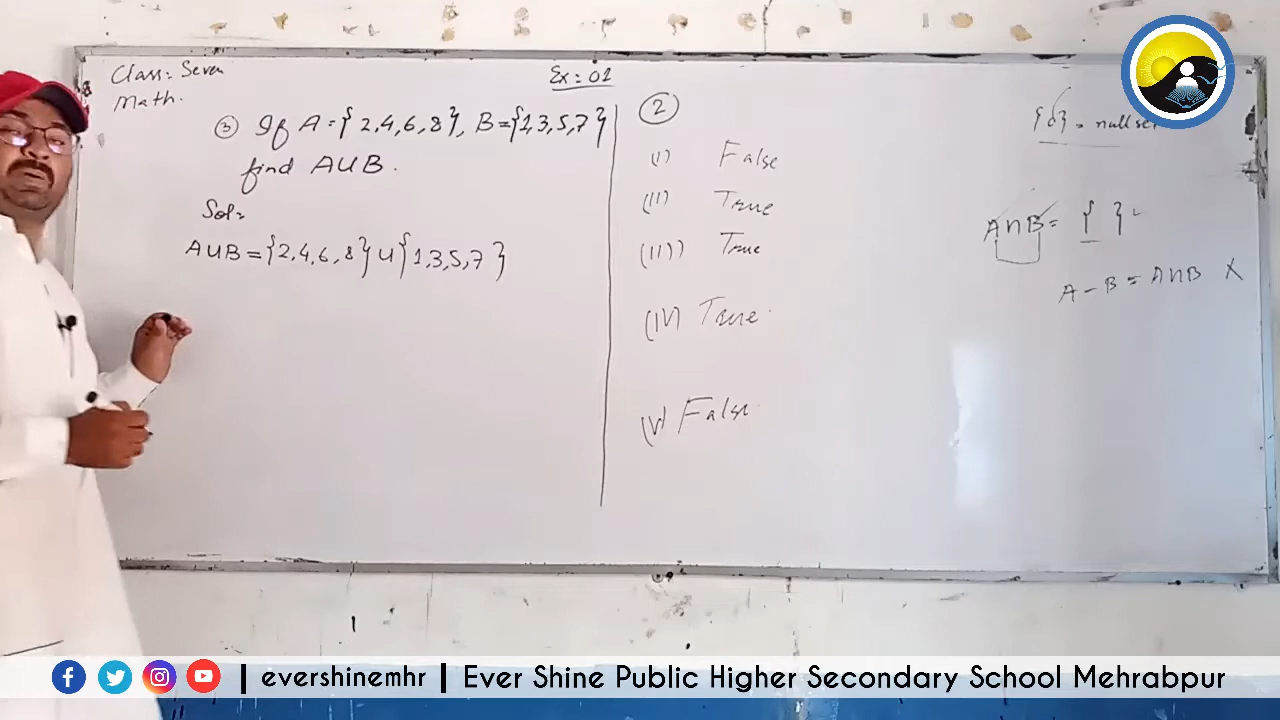 Class: Seven
Math.
Ex: 01
③ If A={2,4,6,8}, B={1,3,5,7}
find AUB.
Sol:
AUB={2,4,6,8}U{1,3,5,7}
②
(i) False
(ii) True
(iii) True
(iv) True.
(v) False
= null set
A∩B = { }
A - B = A∩B X
| evershinemhr | Ever Shine Public Higher Secondary School Mehrabpur